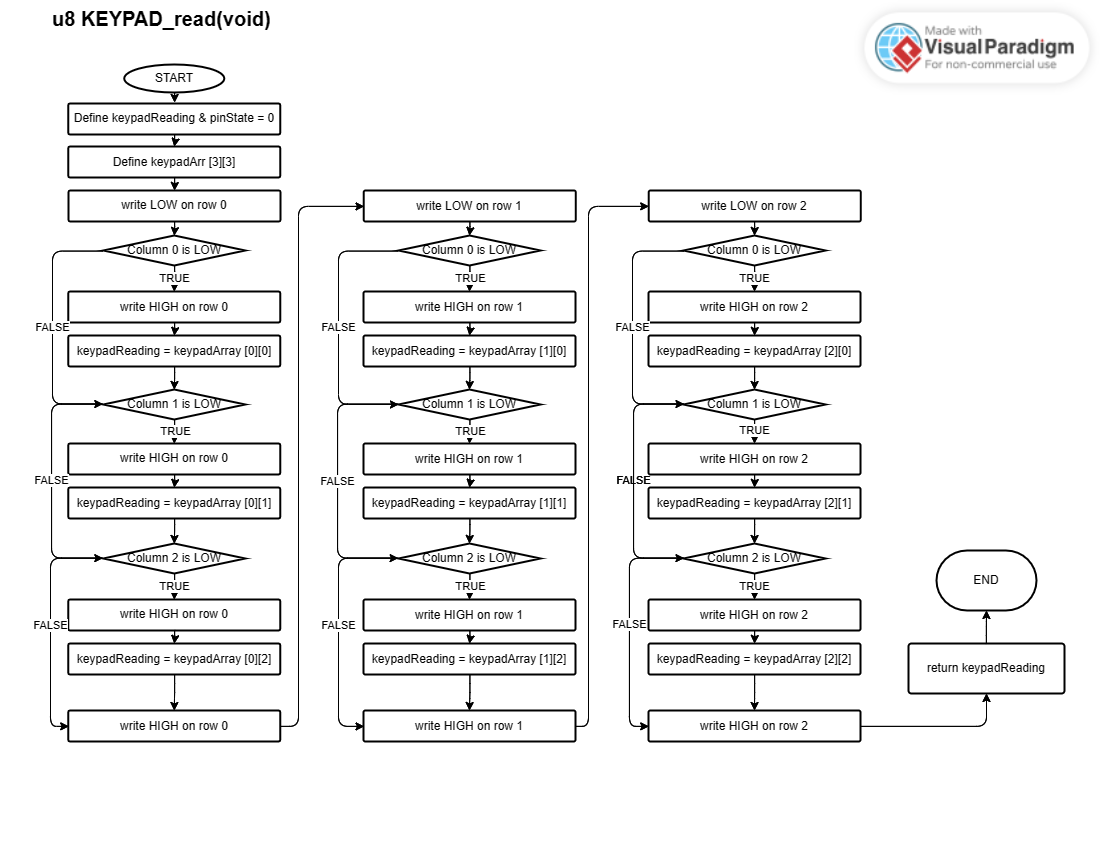 u8 KEYPAD_read(void)
Made with
Visual Paradigm
For non-commercial use
START
Define keypadReading & pinState = 0
Define keypadArr [3][3]
write LOW on row 0
Column 0 is LOW
TRUE
write HIGH on row 0
FALSE
keypadReading = keypadArray [0][0]
Column 1 is LOW
TRUE
write HIGH on row 0
FALSE
keypadReading = keypadArray [0][1]
Column 2 is LOW
TRUE
write HIGH on row 0
FALSE
keypadReading = keypadArray [0][2]
write HIGH on row 0
write LOW on row 1
Column 0 is LOW
TRUE
write HIGH on row 1
FALSE
keypadReading = keypadArray [1][0]
Column 1 is LOW
TRUE
write HIGH on row 1
FALSE
keypadReading = keypadArray [1][1]
Column 2 is LOW
TRUE
write HIGH on row 1
FALSE
keypadReading = keypadArray [1][2]
write HIGH on row 1
write LOW on row 2
Column 0 is LOW
TRUE
write HIGH on row 2
FALSE
keypadReading = keypadArray [2][0]
Column 1 is LOW
TRUE
write HIGH on row 2
FALSE
keypadReading = keypadArray [2][1]
Column 2 is LOW
TRUE
write HIGH on row 2
FALSE
keypadReading = keypadArray [2][2]
write HIGH on row 2
return keypadReading
END